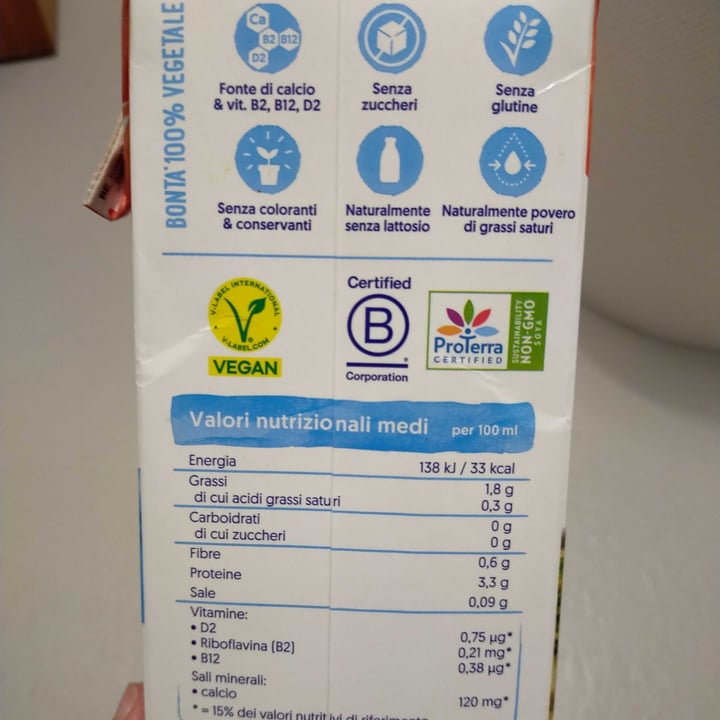 BONTÀ 100% VEGETALE
Ca
B2 B12
D2
Fonte di calcio
& vit. B2, B12, D2
Senza
zuccheri
Senza
glutine
Senza coloranti
& conservanti
Naturalmente
senza lattosio
Naturalmente povero
di grassi saturi
V-LABEL INTERNATIONAL
V-LABEL.COM
VEGAN
Certified
B
®
Corporation
ProTerra
CERTIFIED
SUSTAINABILITY
NON-GMO
SOYA
Valori nutrizionali medi per 100 ml
Energia 138 kJ / 33 kcal
Grassi 1,8 g
di cui acidi grassi saturi 0,3 g
Carboidrati 0 g
di cui zuccheri 0 g
Fibre 0,6 g
Proteine 3,3 g
Sale 0,09 g
Vitamine:
• D2 0,75 µg*
• Riboflavina (B2) 0,21 mg*
• B12 0,38 µg*
Sali minerali:
• calcio 120 mg*
* = 15% dei valori nutritivi di riferimento